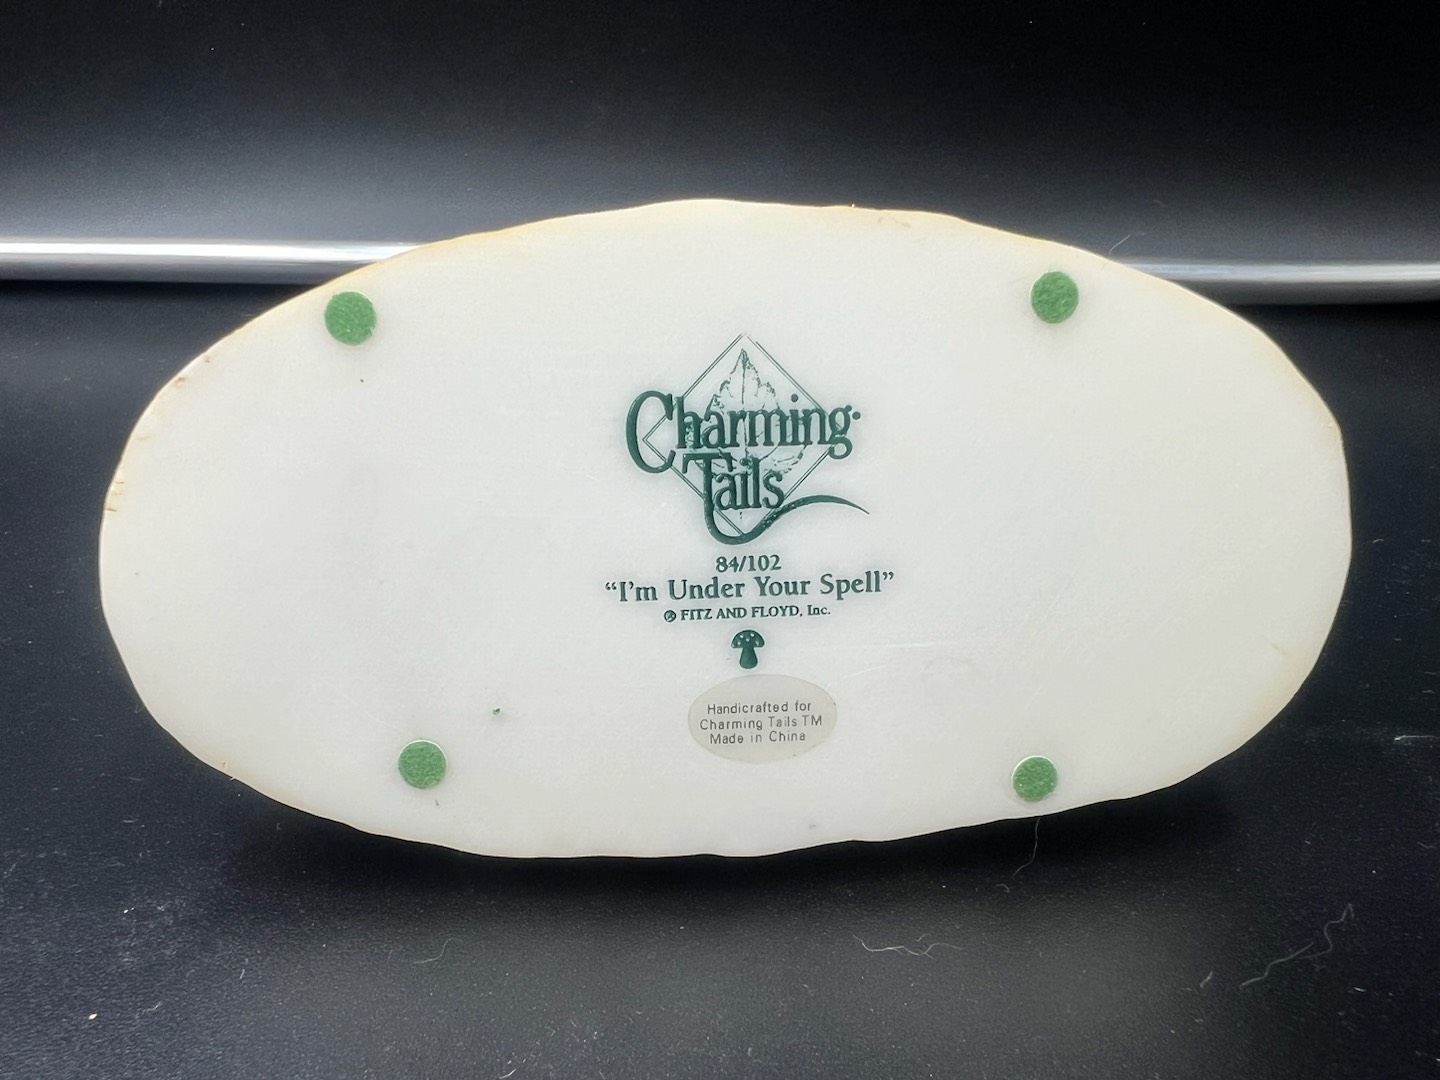 Charming
Tails
84/102
“I’m Under Your Spell”
© FITZ AND FLOYD, Inc.
Handicrafted for
Charming Tails TM
Made in China